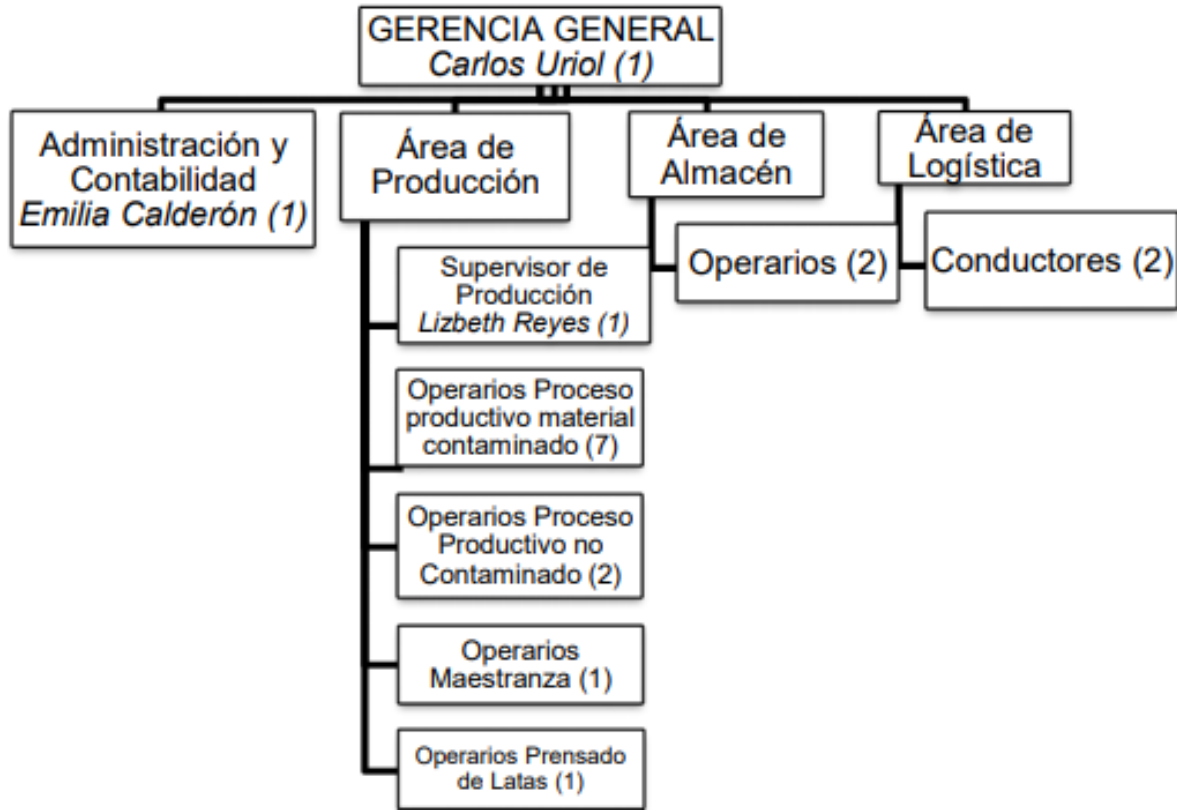 GERENCIA GENERAL
Carlos Uriol (1)
Administración y
Contabilidad
Emilia Calderón (1)
Área de
Producción
Área de
Almacén
Área de
Logística
Supervisor de
Producción
Lizbeth Reyes (1)
Operarios (2)
Conductores (2)
Operarios Proceso
productivo material
contaminado (7)
Operarios Proceso
Productivo no
Contaminado (2)
Operarios
Maestranza (1)
Operarios Prensado
de Latas (1)